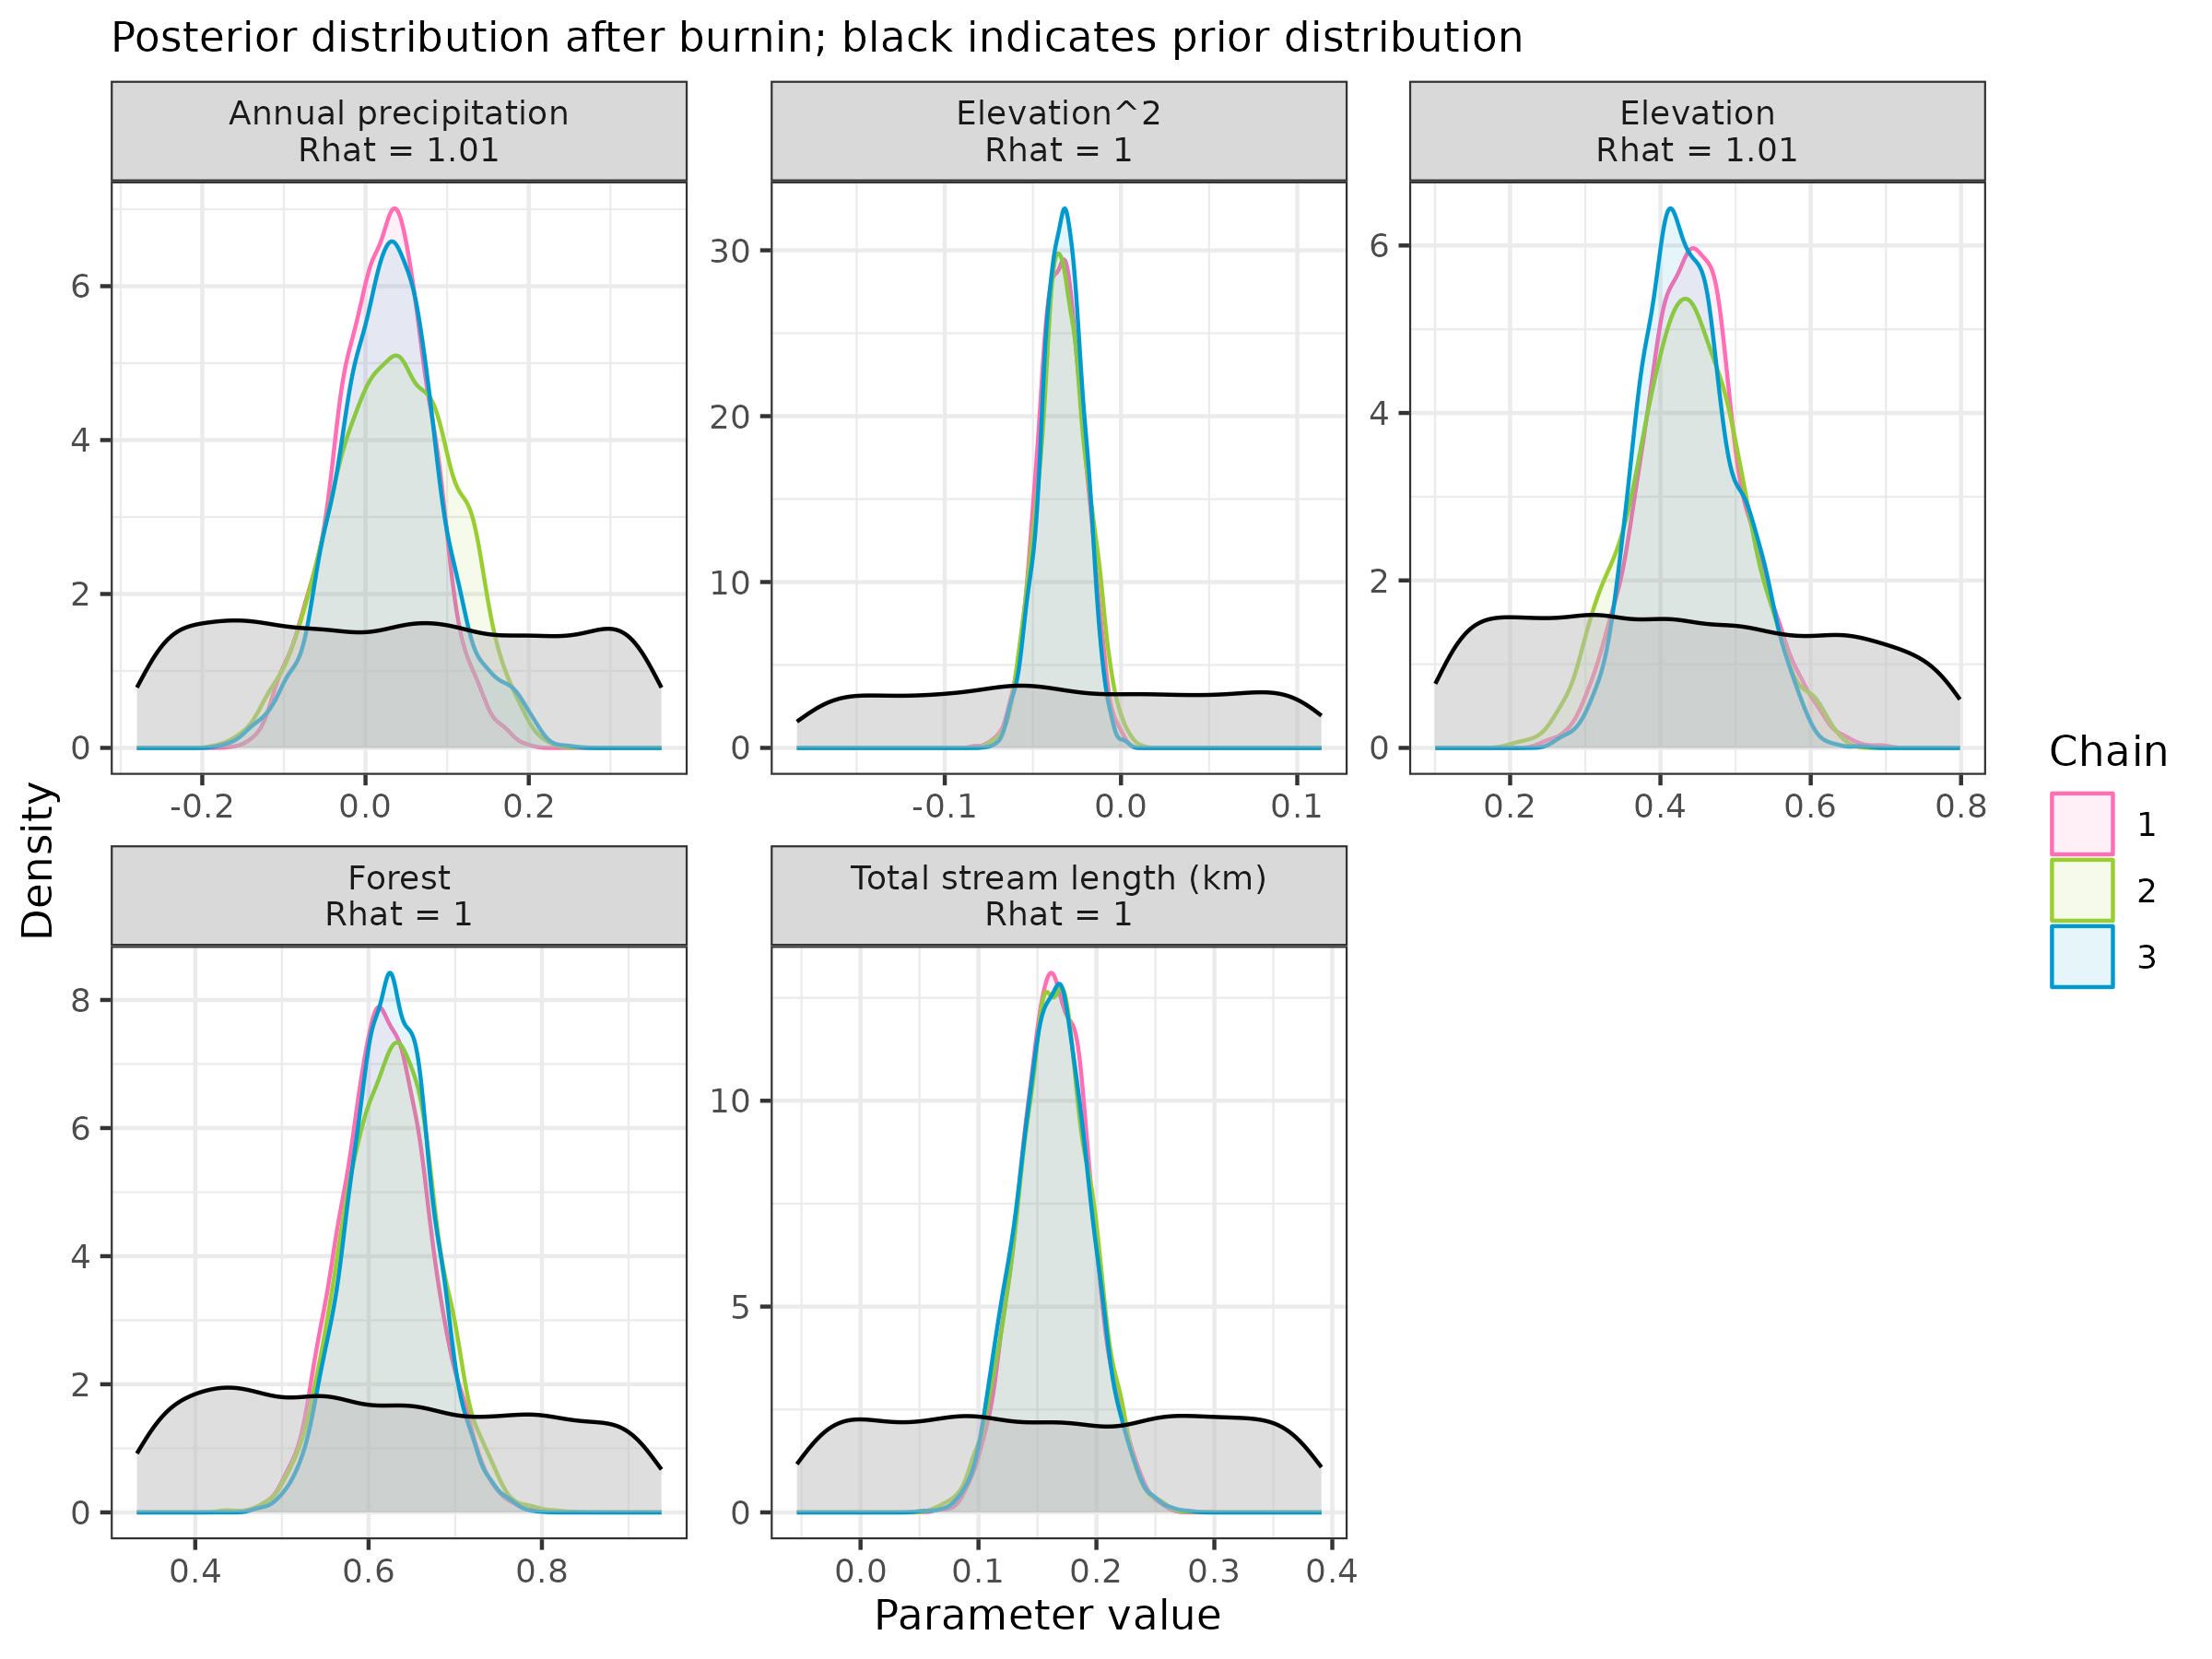 Posterior distribution after burnin; black indicates prior distribution
Annual precipitation
Rhat = 1.01
Elevation^2
Rhat = 1
Elevation
Rhat = 1.01
6
4
2
0
-0.2
0.0
0.2
30
20
10
0
-0.1
0.0
0.1
6
4
2
0
0.2
0.4
0.6
0.8
Density
Forest
Rhat = 1
Total stream length (km)
Rhat = 1
8
6
4
2
0
0.4
0.6
0.8
10
5
0
0.0
0.1
0.2
0.3
0.4
Parameter value
Chain
1
2
3